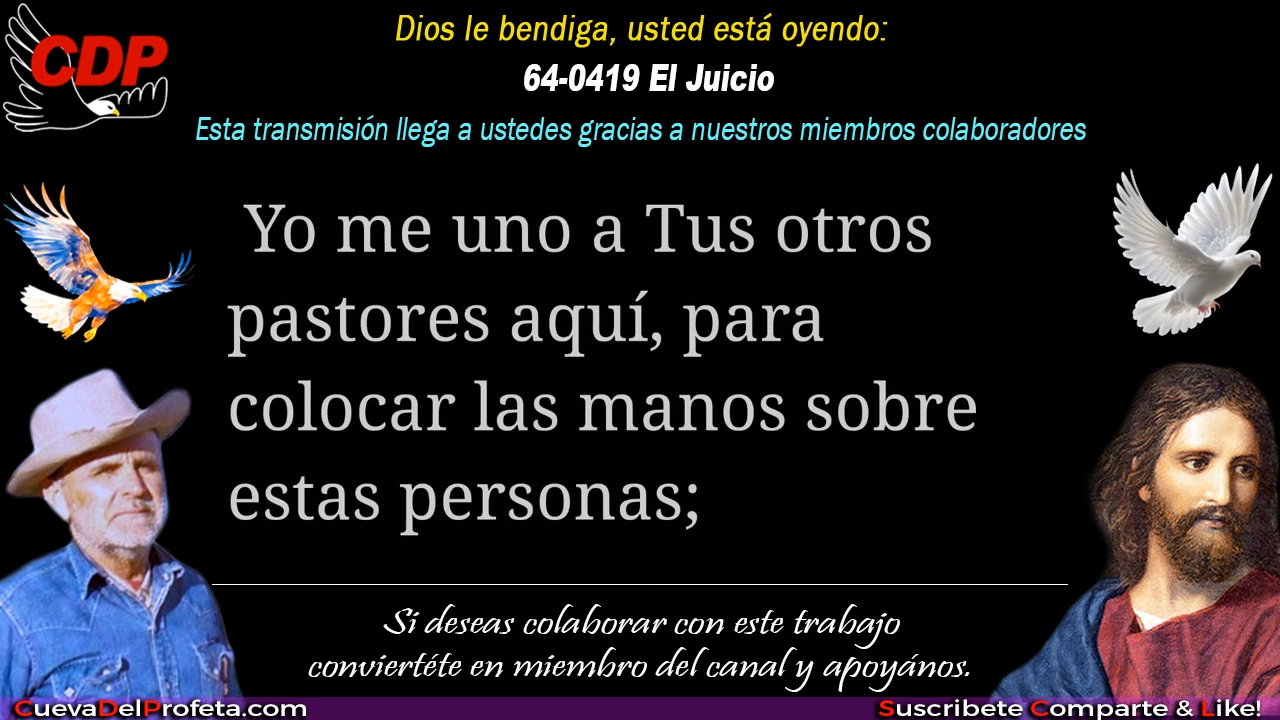 CDP
Dios le bendiga, usted está oyendo:
64-0419 El Juicio
Esta transmisión llega a ustedes gracias a nuestros miembros colaboradores
Yo me uno a Tus otros
pastores aquí, para
colocar las manos sobre
estas personas;
Si deseas colaborar con este trabajo
conviertéte en miembro del canal y apoyános.
CuevaDelProfeta.com
Suscribete Comparte & Like!